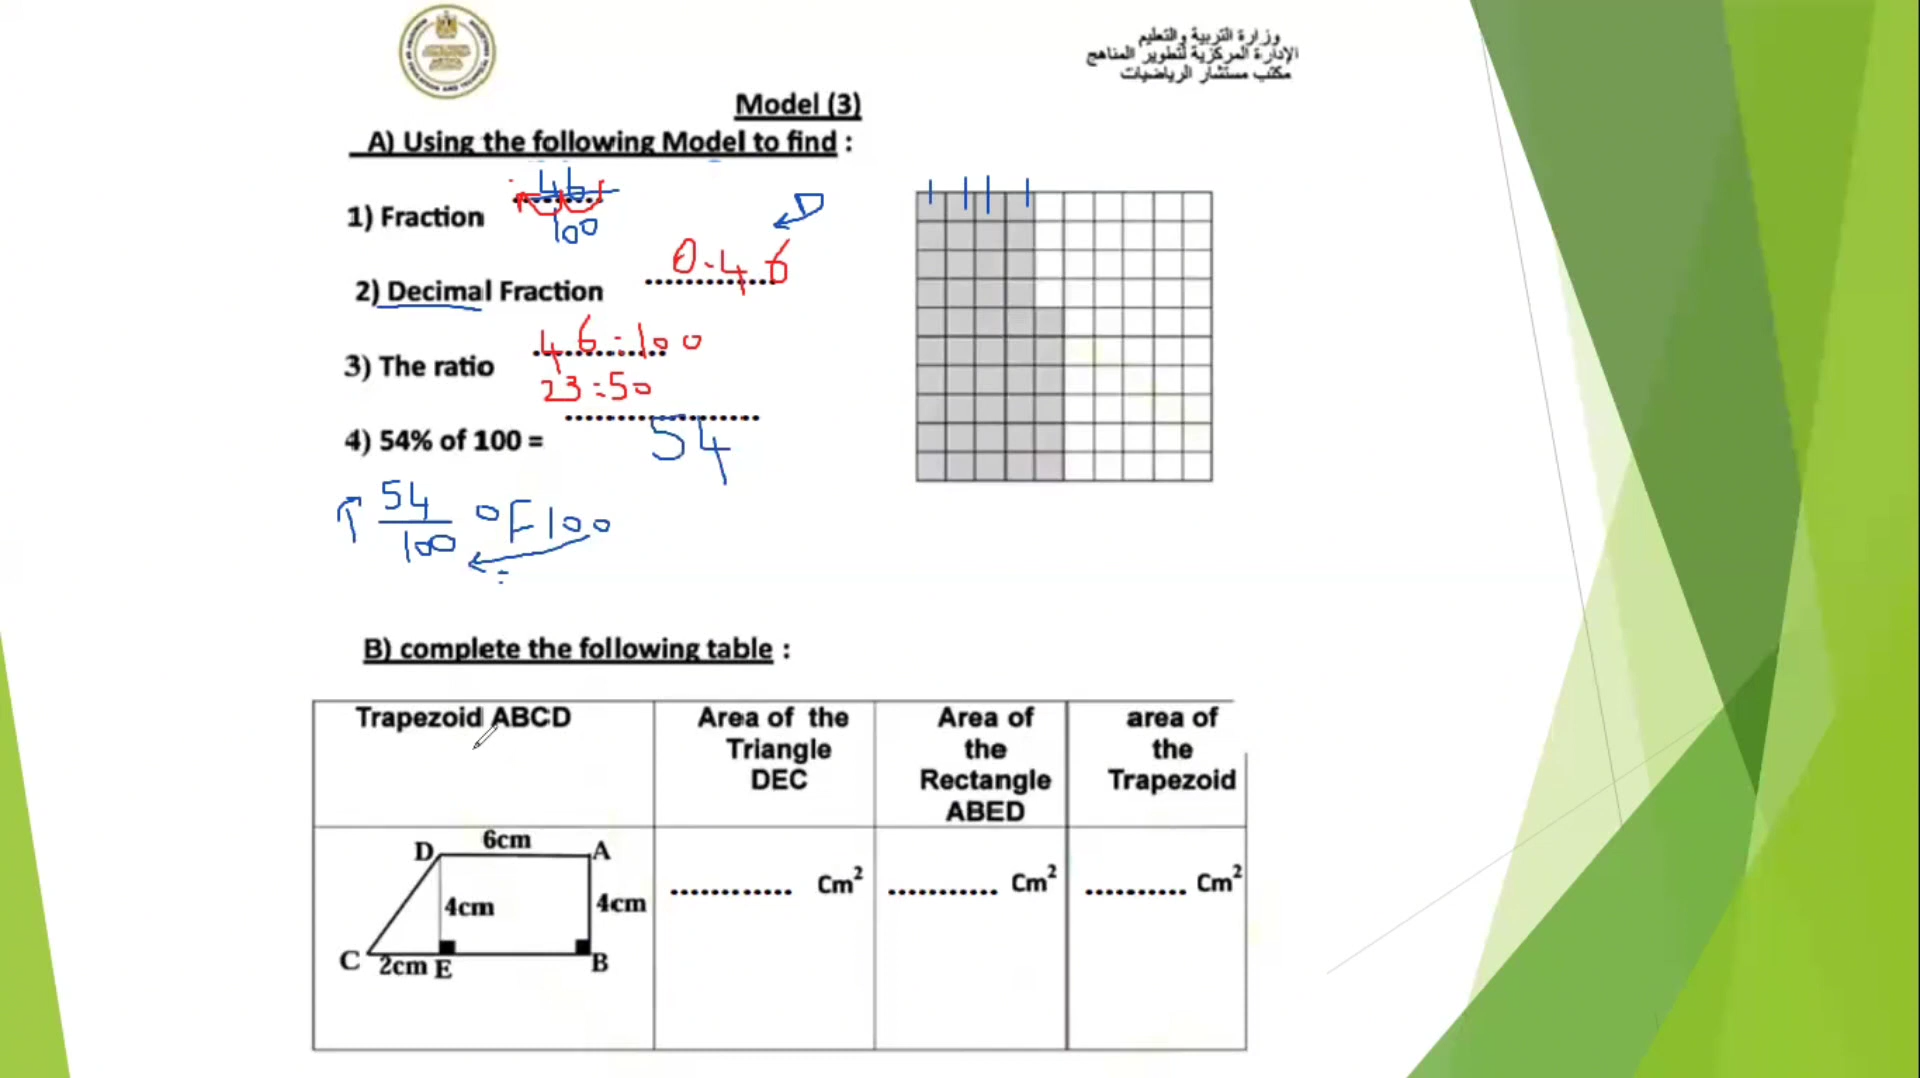 وزارة التربية والتعليم
الإدارة المركزية لتطوير المناهج
مكتب مستشار الرياضيات
Model (3)
A) Using the following Model to find :
46
1) Fraction ............
100
D
0.46
2) Decimal Fraction ............
46:100
3) The ratio ............
23:50
4) 54% of 100 = ............
54
54
100
OF 100
=
B) complete the following table :
Trapezoid ABCD
Area of the
Triangle
DEC
Area of
the
Rectangle
ABED
area of
the
Trapezoid
D 6cm A
4cm 4cm
C 2cm E B
............ Cm²
.......... Cm²
.......... Cm²